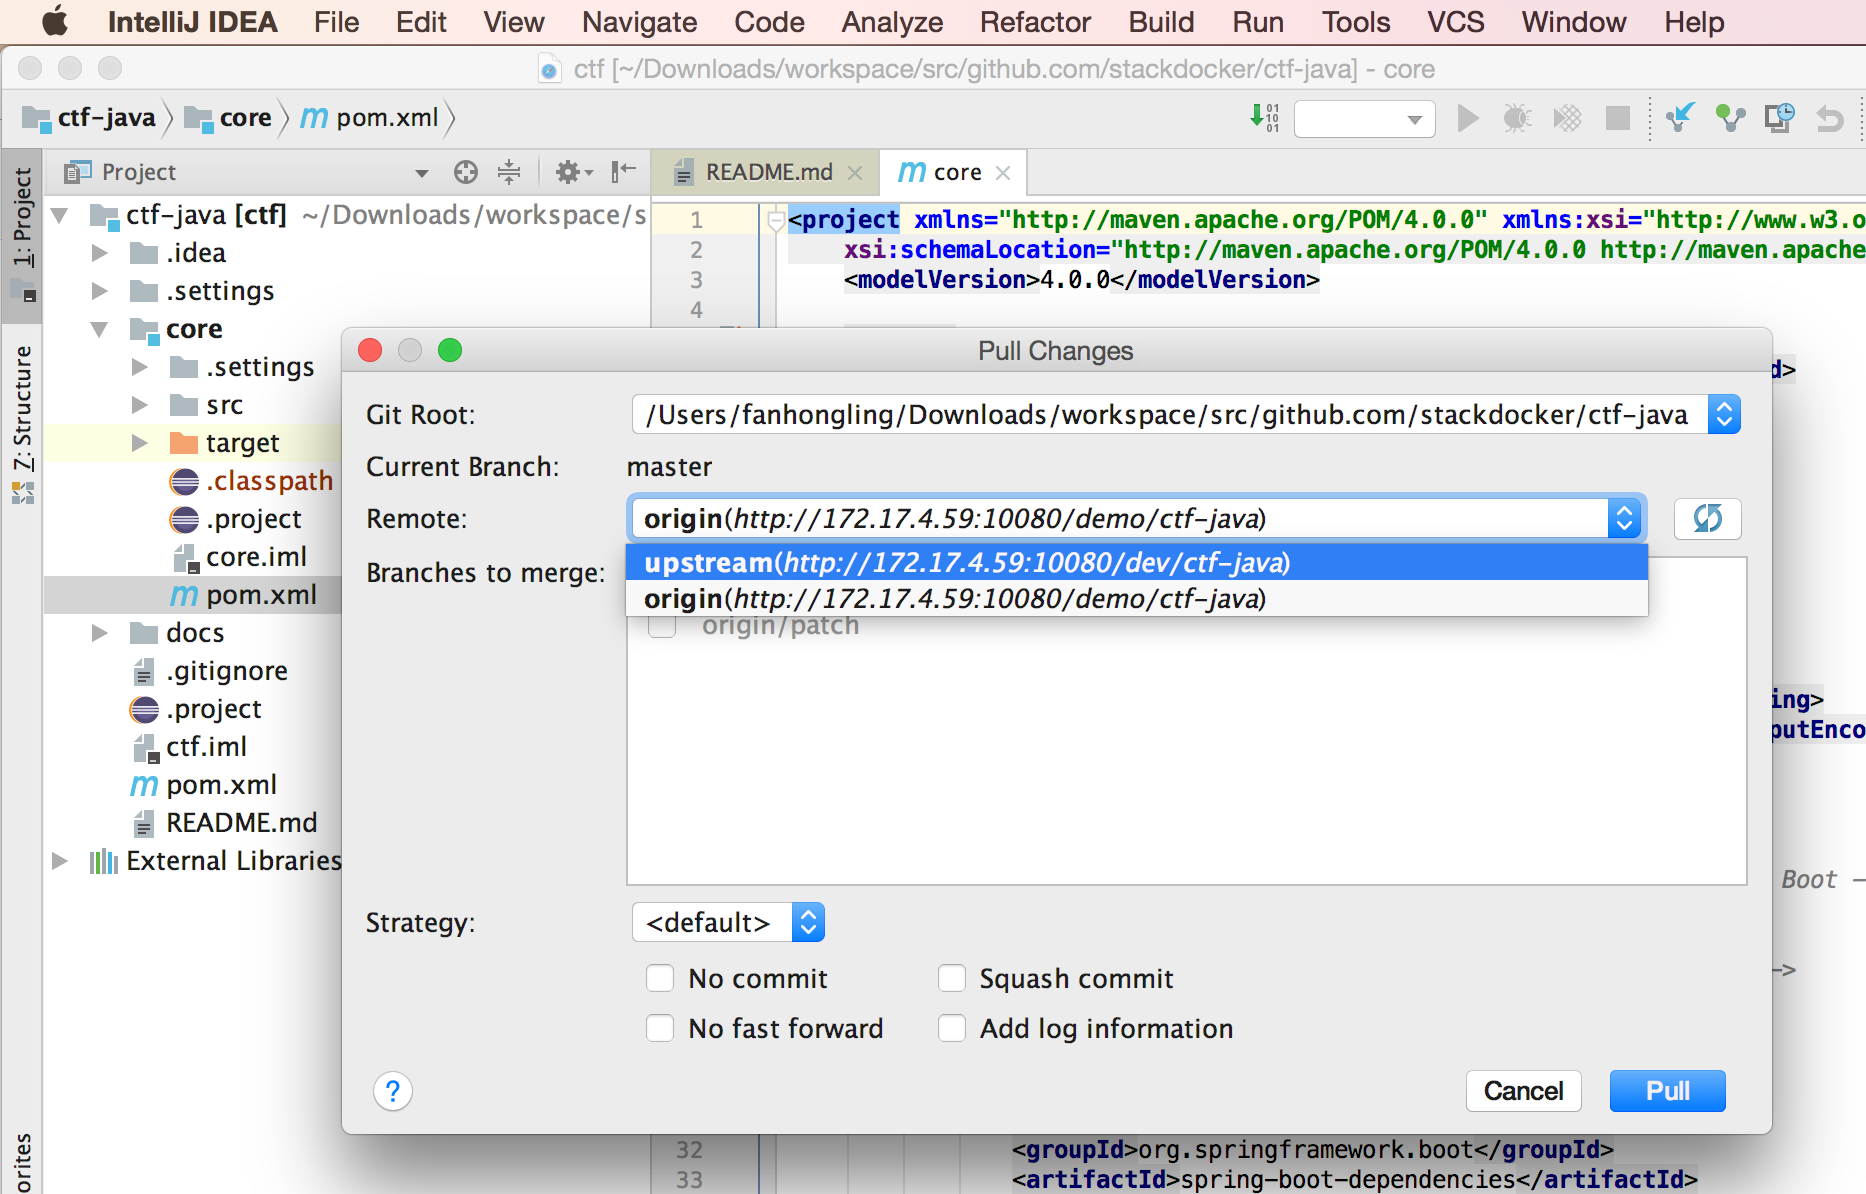 IntelliJ IDEA File Edit View Navigate Code Analyze Refactor Build Run Tools VCS Window Help
ctf [~/Downloads/workspace/src/github.com/stackdocker/ctf-java] - core
ctf-java core m pom.xml
Project
README.md
m core
1: Project
Z: Structure
orites
ctf-java [ctf] ~/Downloads/workspace/s
.idea
.settings
core
.settings
src
target
.classpath
.project
core.iml
m pom.xml
docs
.gitignore
.project
ctf.iml
m pom.xml
README.md
External Libraries
1 <project xmlns="http://maven.apache.org/POM/4.0.0" xmlns:xsi="http://www.w3.o
2 xsi:schemaLocation="http://maven.apache.org/POM/4.0.0 http://maven.apache
3 <modelVersion>4.0.0</modelVersion>
4
d>
ing>
putEnco
Boot -
->
Pull Changes
Git Root: /Users/fanhongling/Downloads/workspace/src/github.com/stackdocker/ctf-java
Current Branch: master
Remote: origin(http://172.17.4.59:10080/demo/ctf-java)
upstream(http://172.17.4.59:10080/dev/ctf-java)
origin(http://172.17.4.59:10080/demo/ctf-java)
Branches to merge:
origin/patch
Strategy: <default>
No commit Squash commit
No fast forward Add log information
? Cancel Pull
32 <groupId>org.springframework.boot</groupId>
33 <artifactId>spring-boot-dependencies</artifactId>